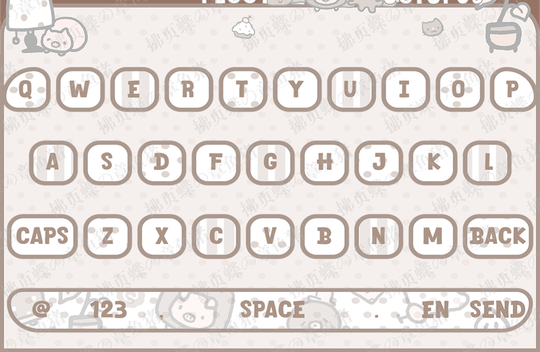 Q W E R T Y U I O P
A S D F G H J K L
CAPS Z X C V B N M BACK
@ 123 , SPACE . EN SEND